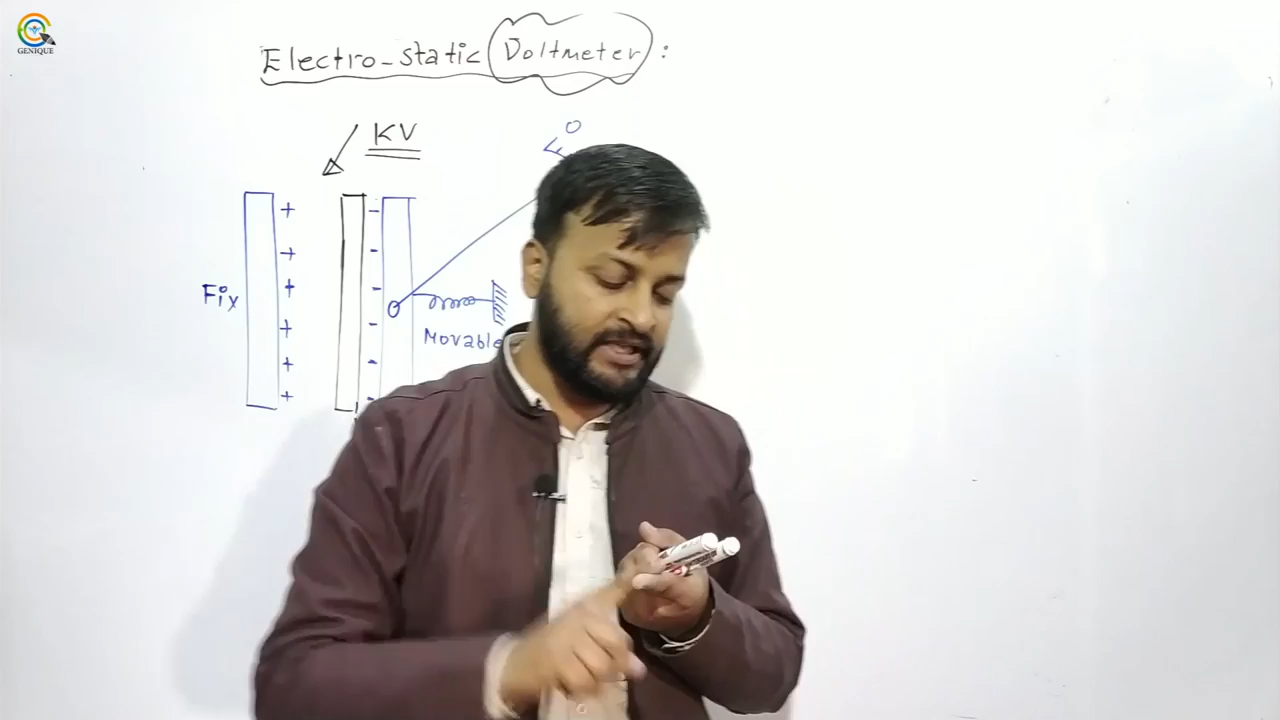 GENIQUE
Electro-static Voltmeter :
KV
Fix
+
+
+
+
+
+
-
-
-
-
-
-
Movable